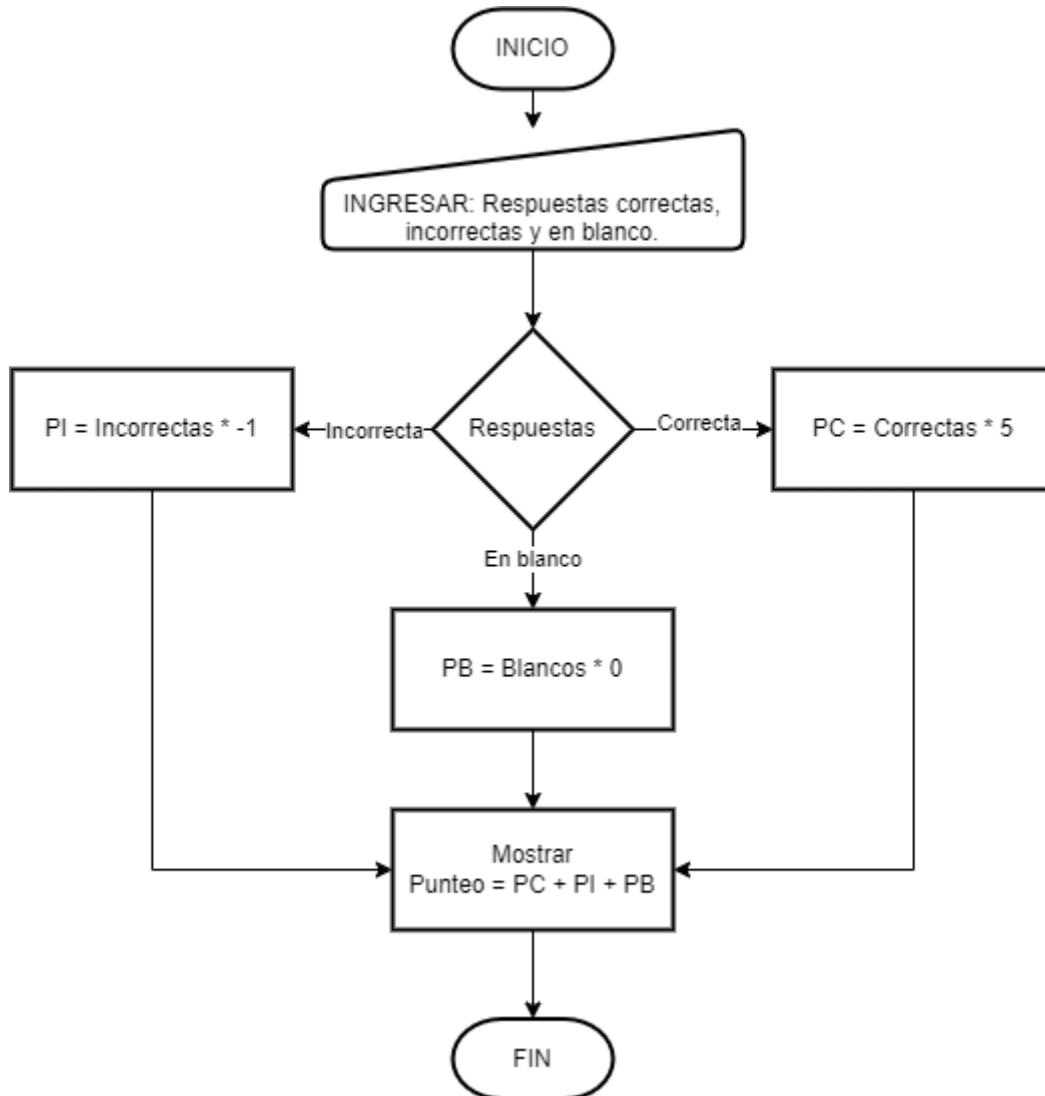 INICIO
INGRESAR: Respuestas correctas,
incorrectas y en blanco.
PI = Incorrectas * -1
Incorrecta
Respuestas
Correcta
PC = Correctas * 5
En blanco
PB = Blancos * 0
Mostrar
Punteo = PC + PI + PB
FIN